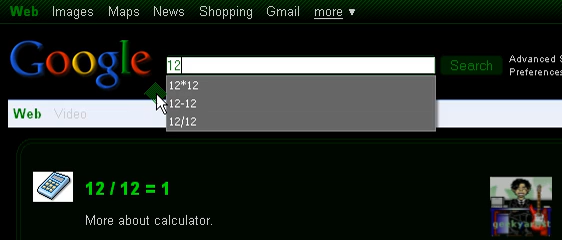 Web Images Maps News Shopping Gmail more ▼
Google 12 Search Advanced S
Preferences
12*12
12-12
12/12
Web Video
12 / 12 = 1
More about calculator.